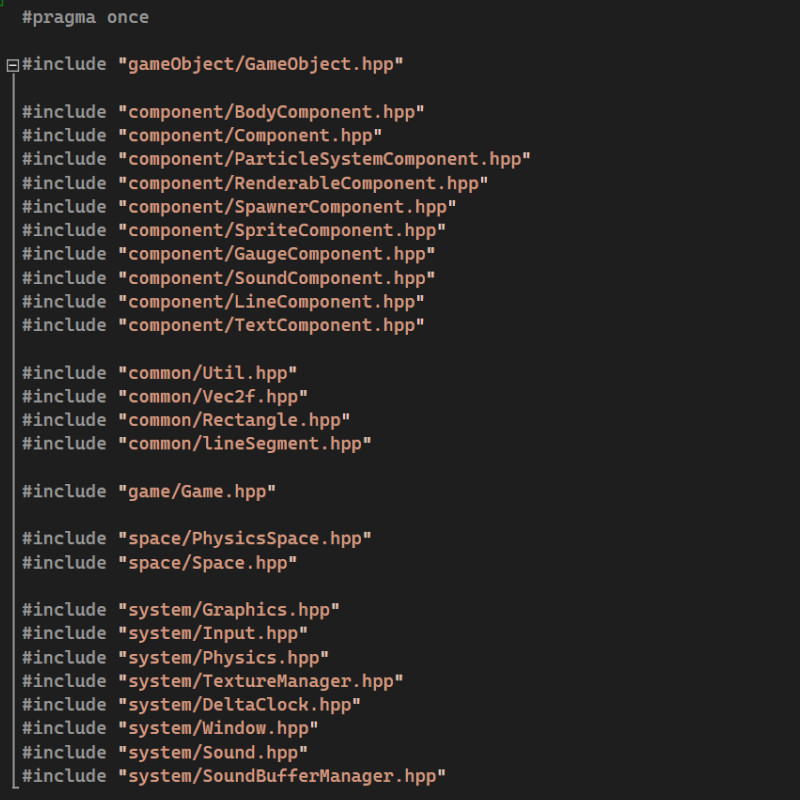 #pragma once
#include "gameObject/GameObject.hpp"
#include "component/BodyComponent.hpp"
#include "component/Component.hpp"
#include "component/ParticleSystemComponent.hpp"
#include "component/RenderableComponent.hpp"
#include "component/SpawnerComponent.hpp"
#include "component/SpriteComponent.hpp"
#include "component/GaugeComponent.hpp"
#include "component/SoundComponent.hpp"
#include "component/LineComponent.hpp"
#include "component/TextComponent.hpp"
#include "common/Util.hpp"
#include "common/Vec2f.hpp"
#include "common/Rectangle.hpp"
#include "common/lineSegment.hpp"
#include "game/Game.hpp"
#include "space/PhysicsSpace.hpp"
#include "space/Space.hpp"
#include "system/Graphics.hpp"
#include "system/Input.hpp"
#include "system/Physics.hpp"
#include "system/TextureManager.hpp"
#include "system/DeltaClock.hpp"
#include "system/Window.hpp"
#include "system/Sound.hpp"
#include "system/SoundBufferManager.hpp"